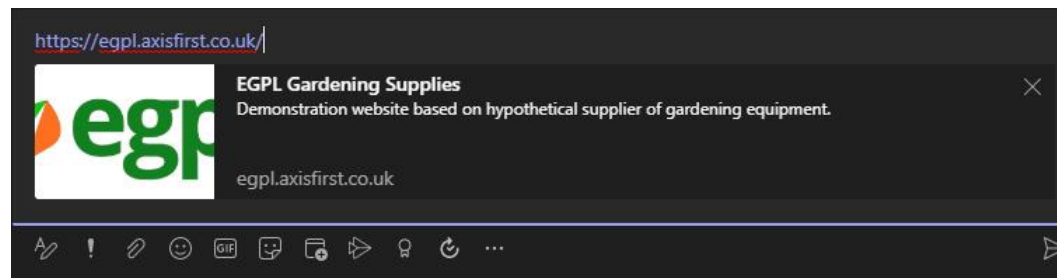 https://egpl.axisfirst.co.uk/
EGPL Gardening Supplies
Demonstration website based on hypothetical supplier of gardening equipment.
egp
egpl.axisfirst.co.uk
GIF